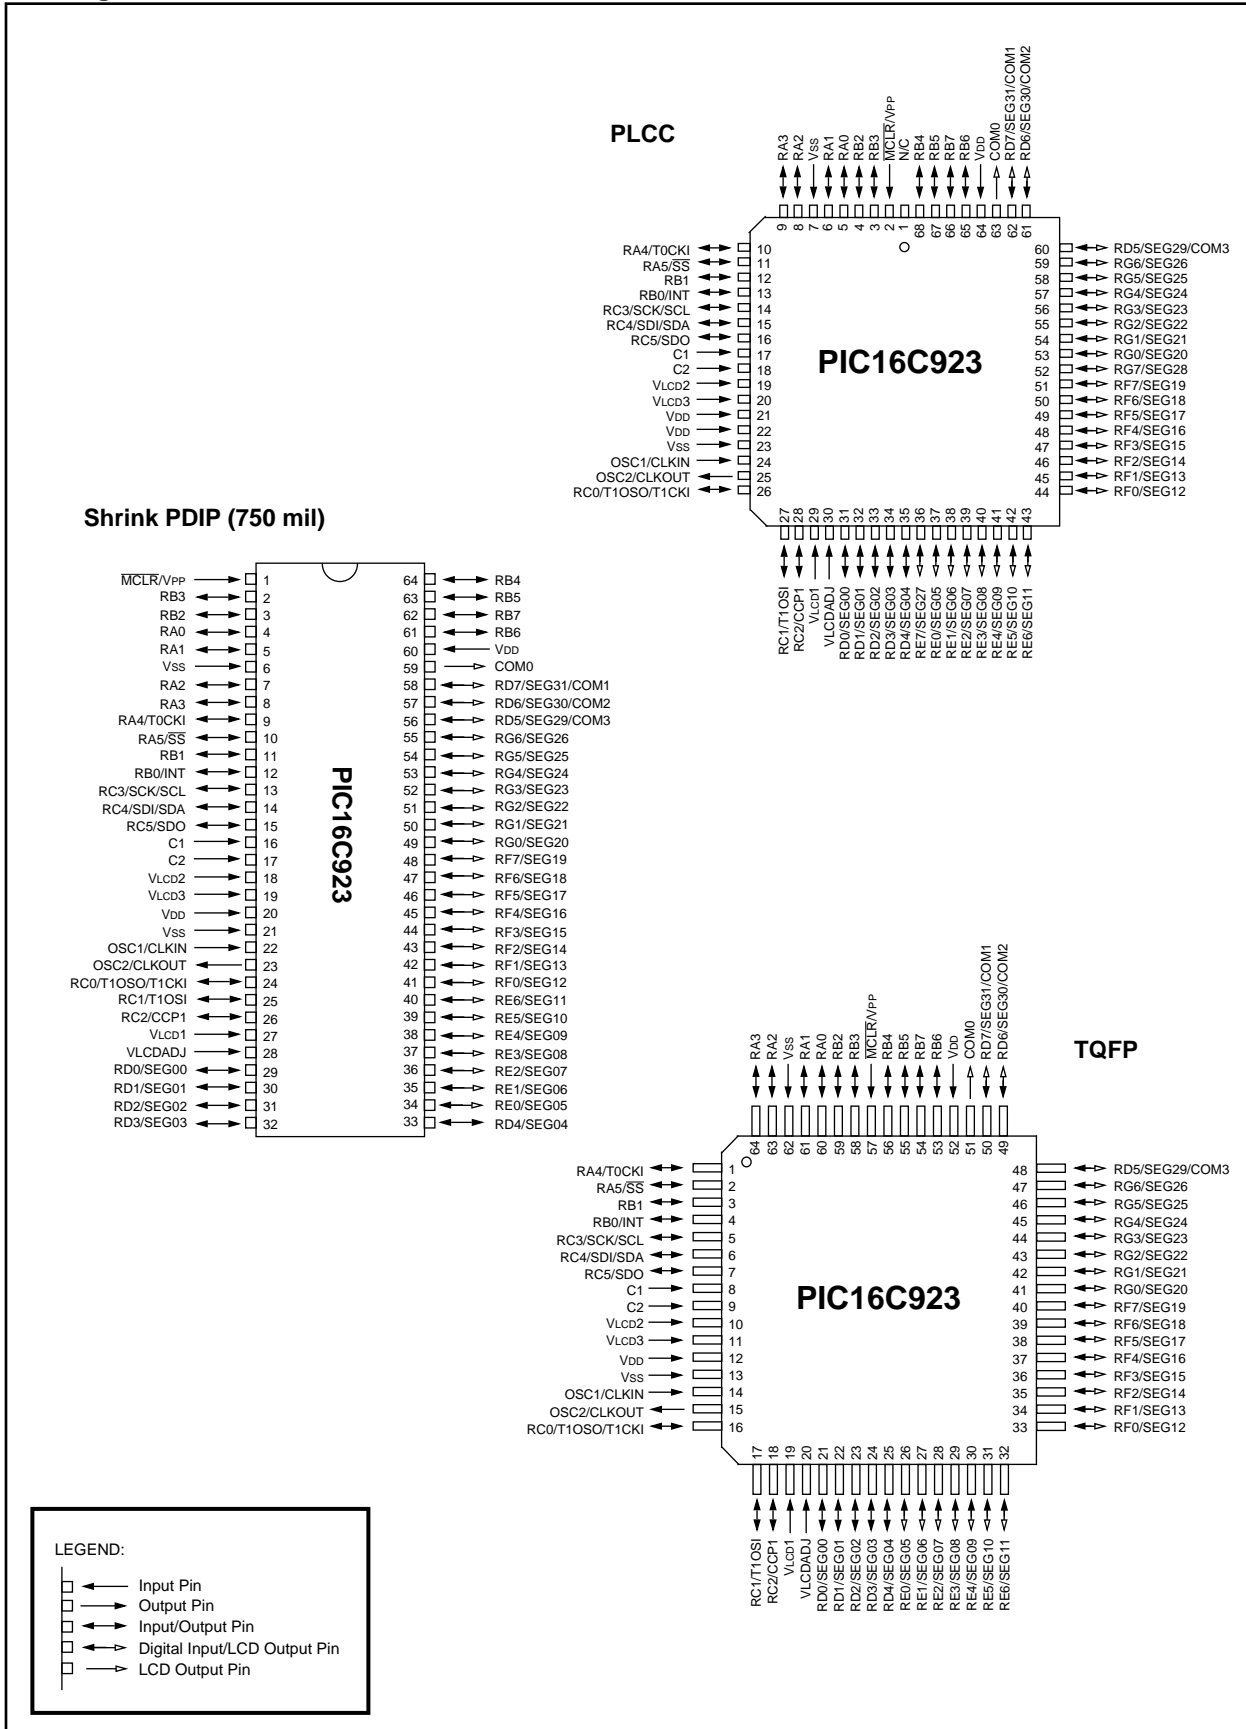 PLCC
RA3
RA2
VSS
RA1
RA0
RB2
RB3
MCLR/VPP
N/C
RB4
RB5
RB7
RB6
VDD
COM0
RD7/SEG31/COM1
RD6/SEG30/COM2
9 8 7 6 5 4 3 2 1 68 67 66 65 64 63 62 61
RA4/T0CKI 10 60 RD5/SEG29/COM3
RA5/SS 11 59 RG6/SEG26
RB1 12 58 RG5/SEG25
RB0/INT 13 57 RG4/SEG24
RC3/SCK/SCL 14 56 RG3/SEG23
RC4/SDI/SDA 15 55 RG2/SEG22
RC5/SDO 16 54 RG1/SEG21
C1 17 53 RG0/SEG20
PIC16C923
C2 18 52 RG7/SEG28
VLCD2 19 51 RF7/SEG19
VLCD3 20 50 RF6/SEG18
VDD 21 49 RF5/SEG17
VDD 22 48 RF4/SEG16
VSS 23 47 RF3/SEG15
OSC1/CLKIN 24 46 RF2/SEG14
OSC2/CLKOUT 25 45 RF1/SEG13
RC0/T1OSO/T1CKI 26 44 RF0/SEG12
27 28 29 30 31 32 33 34 35 36 37 38 39 40 41 42 43
RC1/T1OSI
RC2/CCP1
VLCD1
VLCDADJ
RD0/SEG00
RD1/SEG01
RD2/SEG02
RD3/SEG03
RD4/SEG04
RE7/SEG27
RE0/SEG05
RE1/SEG06
RE2/SEG07
RE3/SEG08
RE4/SEG09
RE5/SEG10
RE6/SEG11
Shrink PDIP (750 mil)
MCLR/VPP 1 64 RB4
RB3 2 63 RB5
RB2 3 62 RB7
RA0 4 61 RB6
RA1 5 60 VDD
VSS 6 59 COM0
RA2 7 58 RD7/SEG31/COM1
RA3 8 57 RD6/SEG30/COM2
RA4/T0CKI 9 56 RD5/SEG29/COM3
RA5/SS 10 55 RG6/SEG26
RB1 11 54 RG5/SEG25
RB0/INT 12 53 RG4/SEG24
RC3/SCK/SCL 13 52 RG3/SEG23
RC4/SDI/SDA 14 51 RG2/SEG22
RC5/SDO 15 50 RG1/SEG21
C1 16 49 RG0/SEG20
PIC16C923
C2 17 48 RF7/SEG19
VLCD2 18 47 RF6/SEG18
VLCD3 19 46 RF5/SEG17
VDD 20 45 RF4/SEG16
VSS 21 44 RF3/SEG15
OSC1/CLKIN 22 43 RF2/SEG14
OSC2/CLKOUT 23 42 RF1/SEG13
RC0/T1OSO/T1CKI 24 41 RF0/SEG12
RC1/T1OSI 25 40 RE6/SEG11
RC2/CCP1 26 39 RE5/SEG10
VLCD1 27 38 RE4/SEG09
VLCDADJ 28 37 RE3/SEG08
RD0/SEG00 29 36 RE2/SEG07
RD1/SEG01 30 35 RE1/SEG06
RD2/SEG02 31 34 RE0/SEG05
RD3/SEG03 32 33 RD4/SEG04
TQFP
RA3
RA2
VSS
RA1
RA0
RB2
RB3
MCLR/VPP
RB4
RB5
RB7
RB6
VDD
COM0
RD7/SEG31/COM1
RD6/SEG30/COM2
64 63 62 61 60 59 58 57 56 55 54 53 52 51 50 49
RA4/T0CKI 1 48 RD5/SEG29/COM3
RA5/SS 2 47 RG6/SEG26
RB1 3 46 RG5/SEG25
RB0/INT 4 45 RG4/SEG24
RC3/SCK/SCL 5 44 RG3/SEG23
RC4/SDI/SDA 6 43 RG2/SEG22
RC5/SDO 7 42 RG1/SEG21
C1 8 41 RG0/SEG20
PIC16C923
C2 9 40 RF7/SEG19
VLCD2 10 39 RF6/SEG18
VLCD3 11 38 RF5/SEG17
VDD 12 37 RF4/SEG16
VSS 13 36 RF3/SEG15
OSC1/CLKIN 14 35 RF2/SEG14
OSC2/CLKOUT 15 34 RF1/SEG13
RC0/T1OSO/T1CKI 16 33 RF0/SEG12
17 18 19 20 21 22 23 24 25 26 27 28 29 30 31 32
RC1/T1OSI
RC2/CCP1
VLCD1
VLCDADJ
RD0/SEG00
RD1/SEG01
RD2/SEG02
RD3/SEG03
RD4/SEG04
RE0/SEG05
RE1/SEG06
RE2/SEG07
RE3/SEG08
RE4/SEG09
RE5/SEG10
RE6/SEG11
LEGEND:
Input Pin
Output Pin
Input/Output Pin
Digital Input/LCD Output Pin
LCD Output Pin